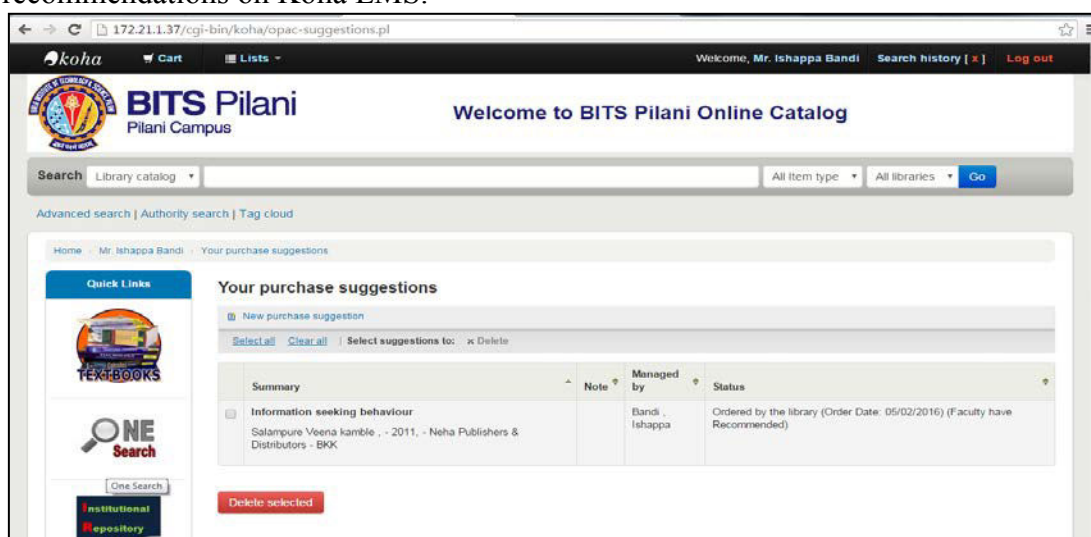 recommendations on Koha LMS.
172.21.1.37/cgi-bin/koha/opac-suggestions.pl
koha Cart Lists Welcome, Mr. Ishappa Bandi Search history [ x ] Log out
BITS Pilani
Pilani Campus
Welcome to BITS Pilani Online Catalog
Search Library catalog All item type All libraries Go
Advanced search | Authority search | Tag cloud
Home Mr. Ishappa Bandi Your purchase suggestions
Quick Links
TEXTBOOKS
ONE
Search
One Search
Institutional
Repository
Your purchase suggestions
New purchase suggestion
Select all Clear all | Select suggestions to: x Delete
Summary Note Managed by Status
Information seeking behaviour
Salampure Veena kamble , - 2011, - Neha Publishers &
Distributors - BKK
Bandi ,
Ishappa
Ordered by the library (Order Date: 05/02/2016) (Faculty have
Recommended)
Delete selected